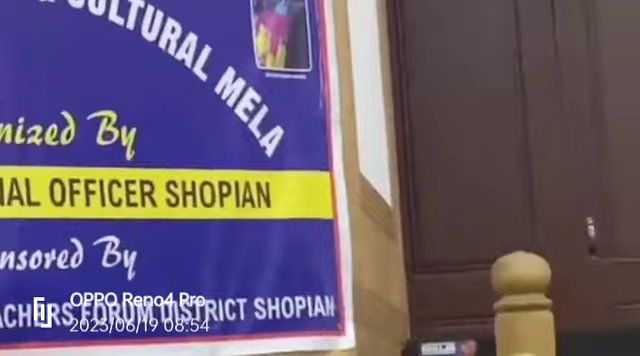 & CULTURAL MELA
nized By
IAL OFFICER SHOPIAN
nsored By
ACHERS FORUM DISTRICT SHOPIAN
OPPO Reno4 Pro
2023/06/19 08:54